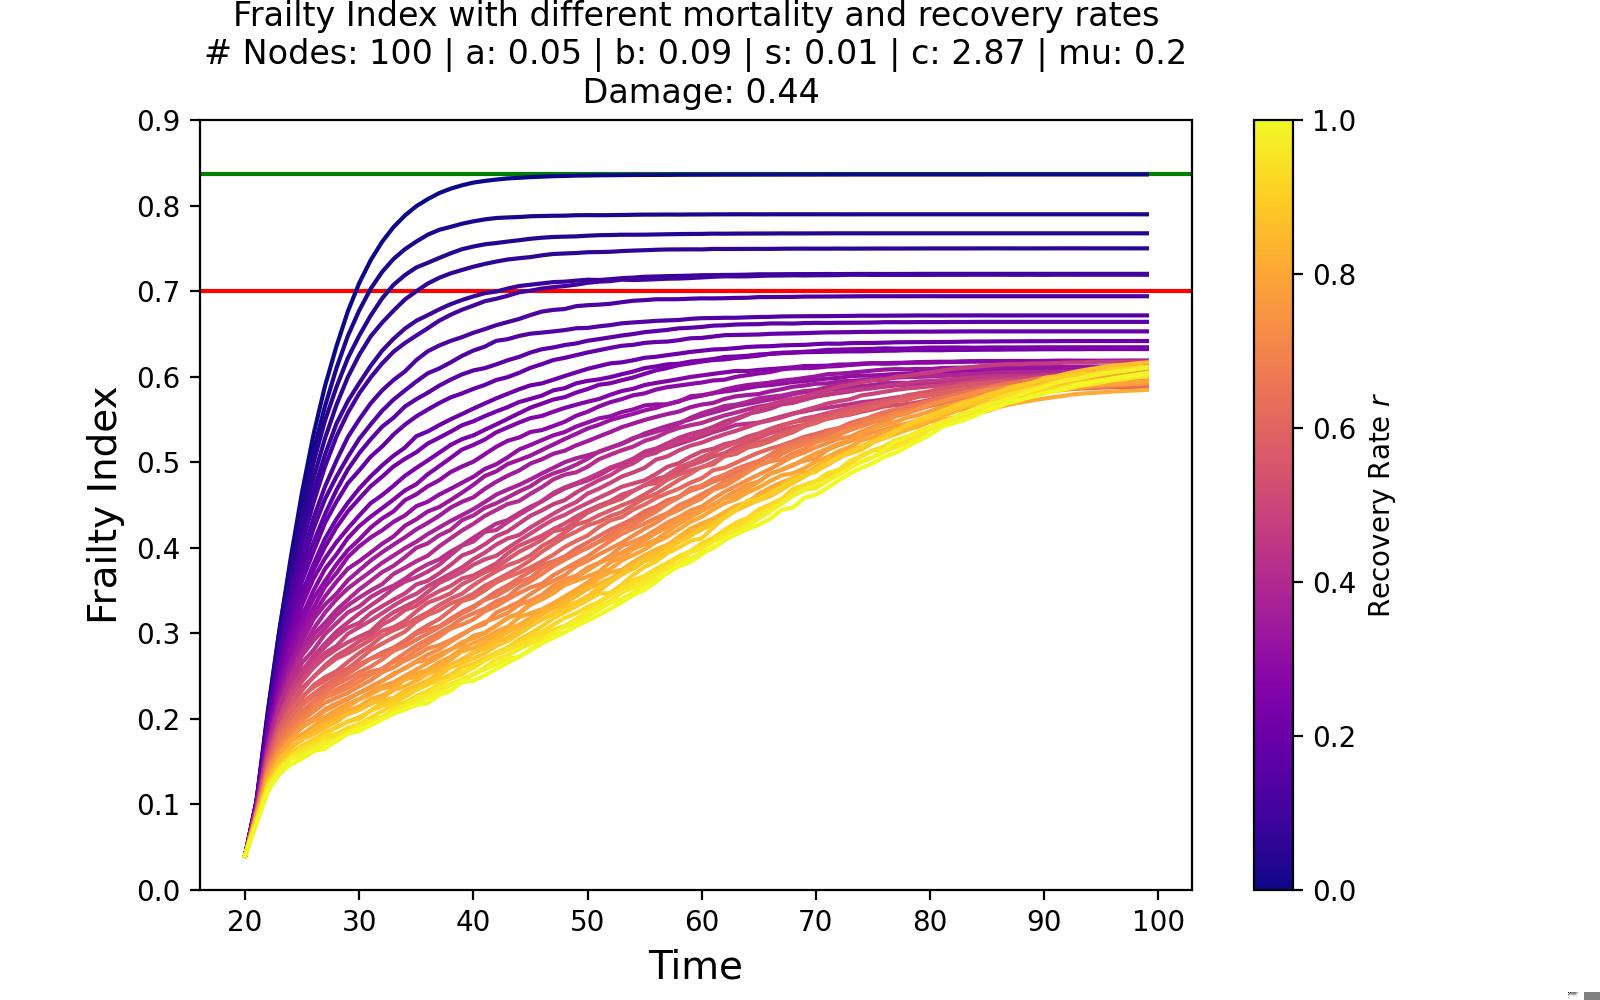 Frailty Index with different mortality and recovery rates
# Nodes: 100 | a: 0.05 | b: 0.09 | s: 0.01 | c: 2.87 | mu: 0.2
Damage: 0.44
Frailty Index
0.9
0.8
0.7
0.6
0.5
0.4
0.3
0.2
0.1
0.0
20 30 40 50 60 70 80 90 100
Time
1.0
0.8
0.6
0.4
0.2
0.0
Recovery Rate r